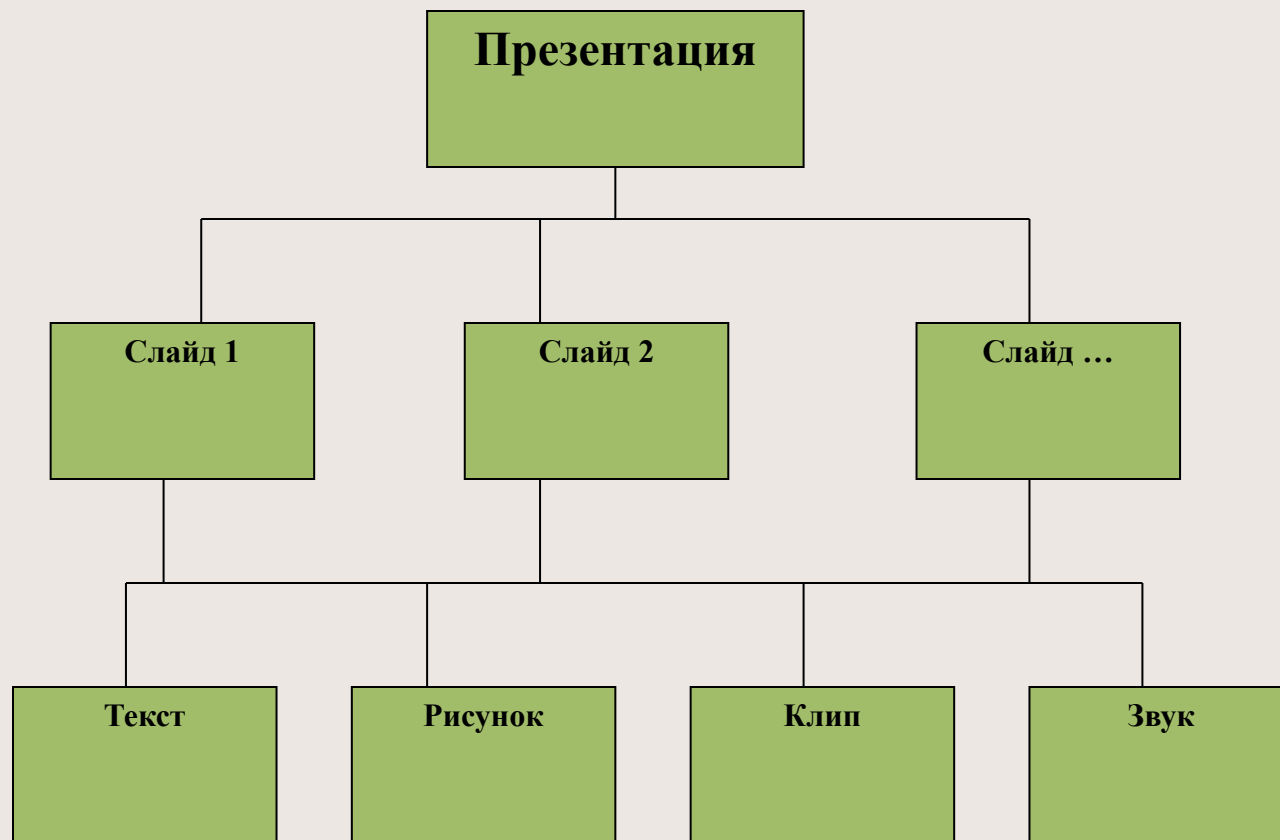 Презентация
Слайд 1
Слайд 2
Слайд …
Текст
Рисунок
Клип
Звук